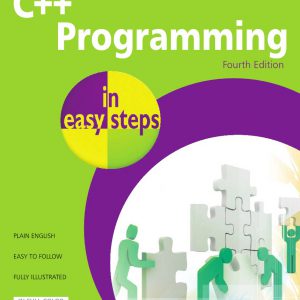 C++
Programming
Fourth Edition
in
easy steps
PLAIN ENGLISH
EASY TO FOLLOW
FULLY ILLUSTRATED